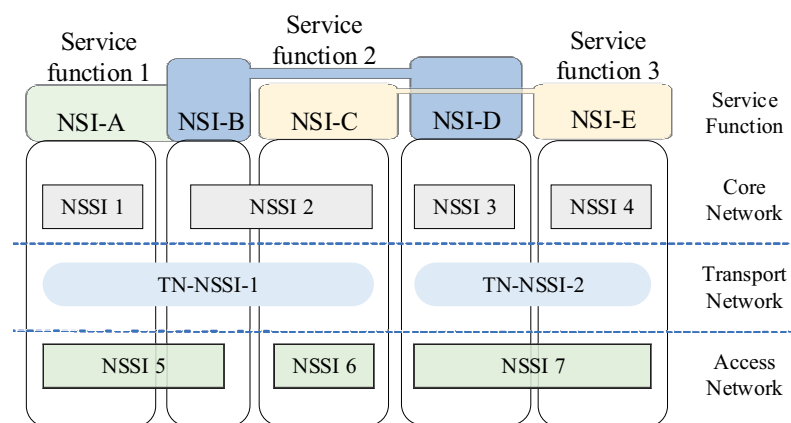 Service
function 1
Service
function 2
Service
function 3
NSI-A
NSI-B
NSI-C
NSI-D
NSI-E
Service
Function
NSSI 1
NSSI 2
NSSI 3
NSSI 4
Core
Network
TN-NSSI-1
TN-NSSI-2
Transport
Network
NSSI 5
NSSI 6
NSSI 7
Access
Network